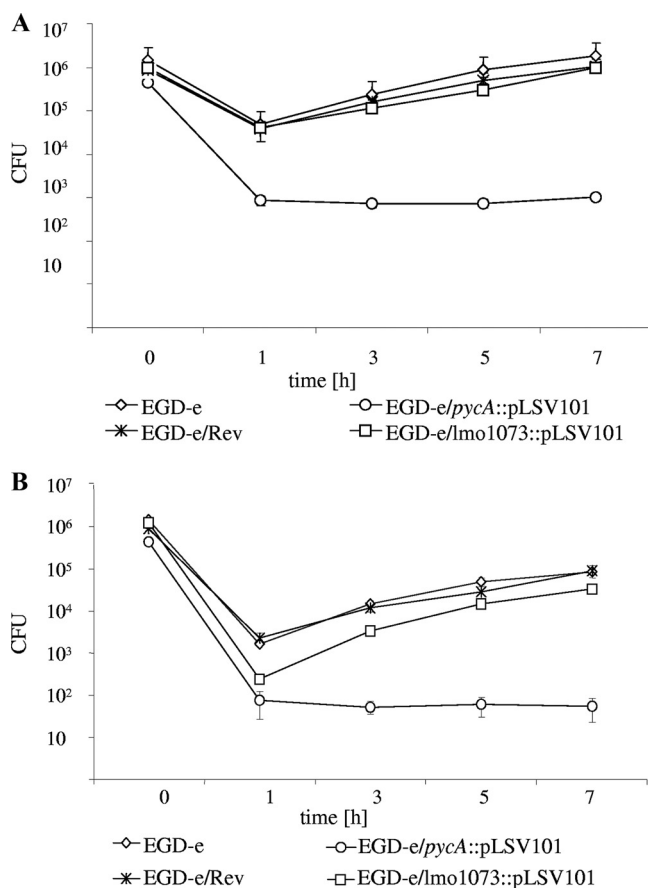 A
10⁷
10⁶
10⁵
10⁴
10³
10²
10
CFU
0 1 3 5 7
time [h]
EGD-e EGD-e/pycA::pLSV101
EGD-e/Rev EGD-e/lmo1073::pLSV101
B
10⁷
10⁶
10⁵
10⁴
10³
10²
10
CFU
0 1 3 5 7
time [h]
EGD-e EGD-e/pycA::pLSV101
EGD-e/Rev EGD-e/lmo1073::pLSV101